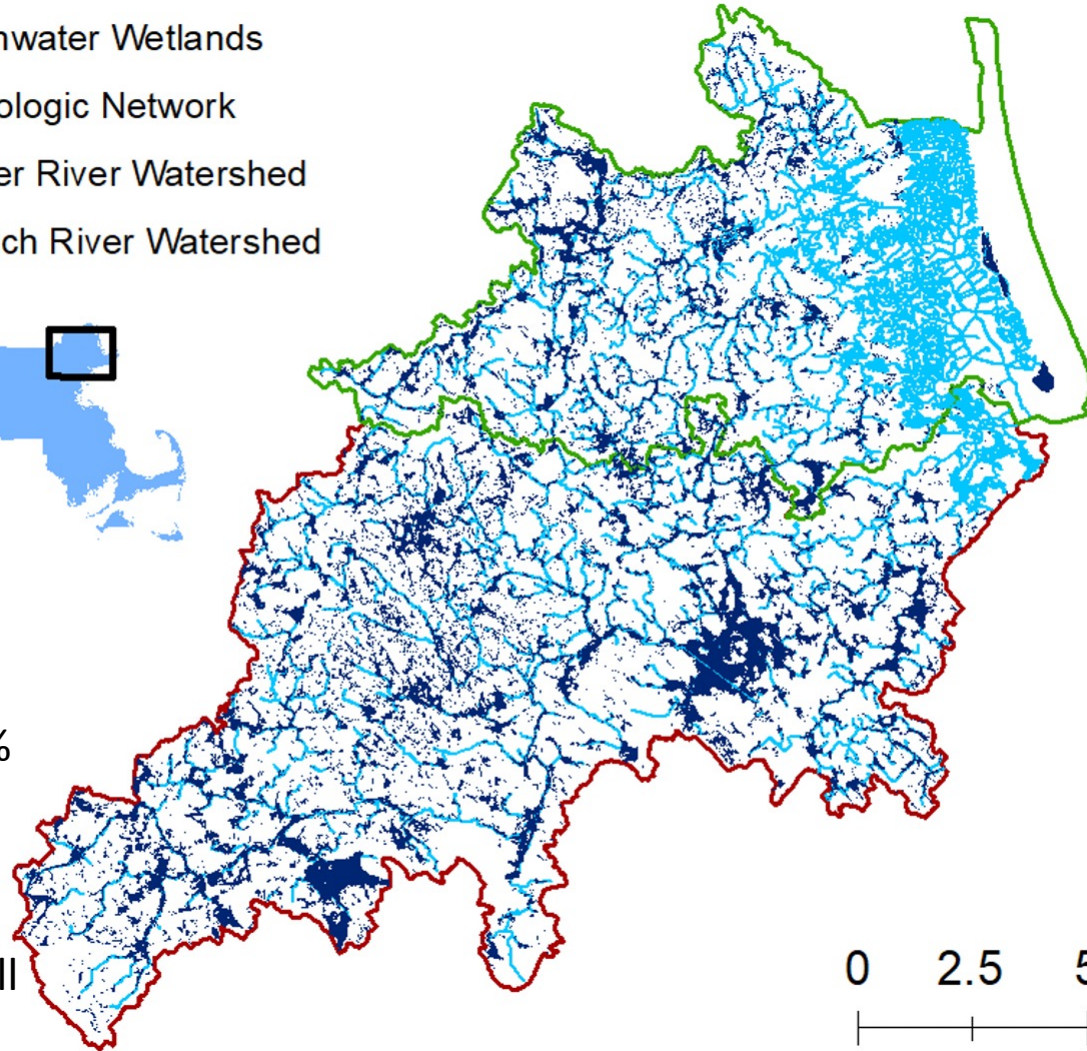 nwater Wetlands
ologic Network
er River Watershed
ch River Watershed
%
ll
0 2.5 5